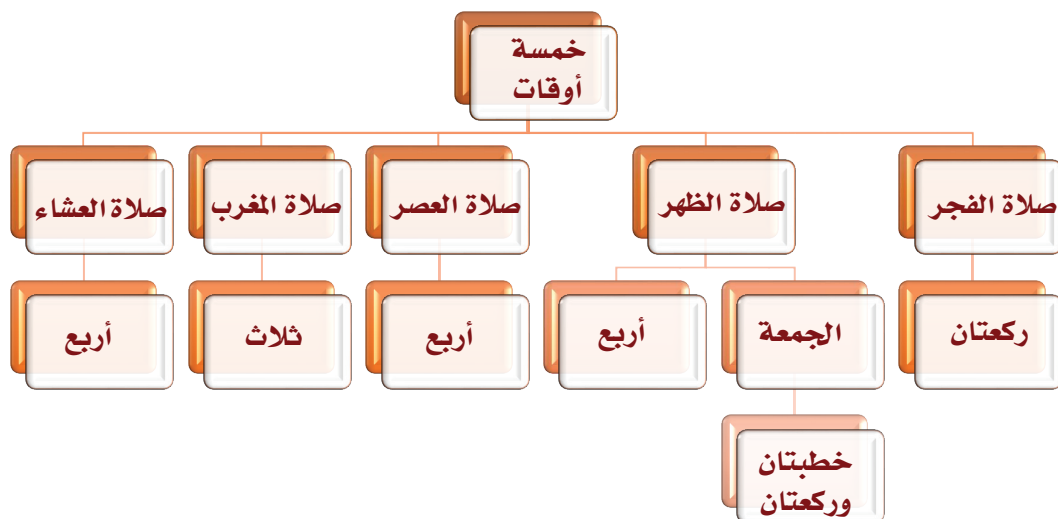 خمسة
أوقات
صلاة الفجر
صلاة الظهر
صلاة العصر
صلاة المغرب
صلاة العشاء
ركعتان
الجمعة
أربع
أربع
ثلاث
أربع
خطبتان
وركعتان